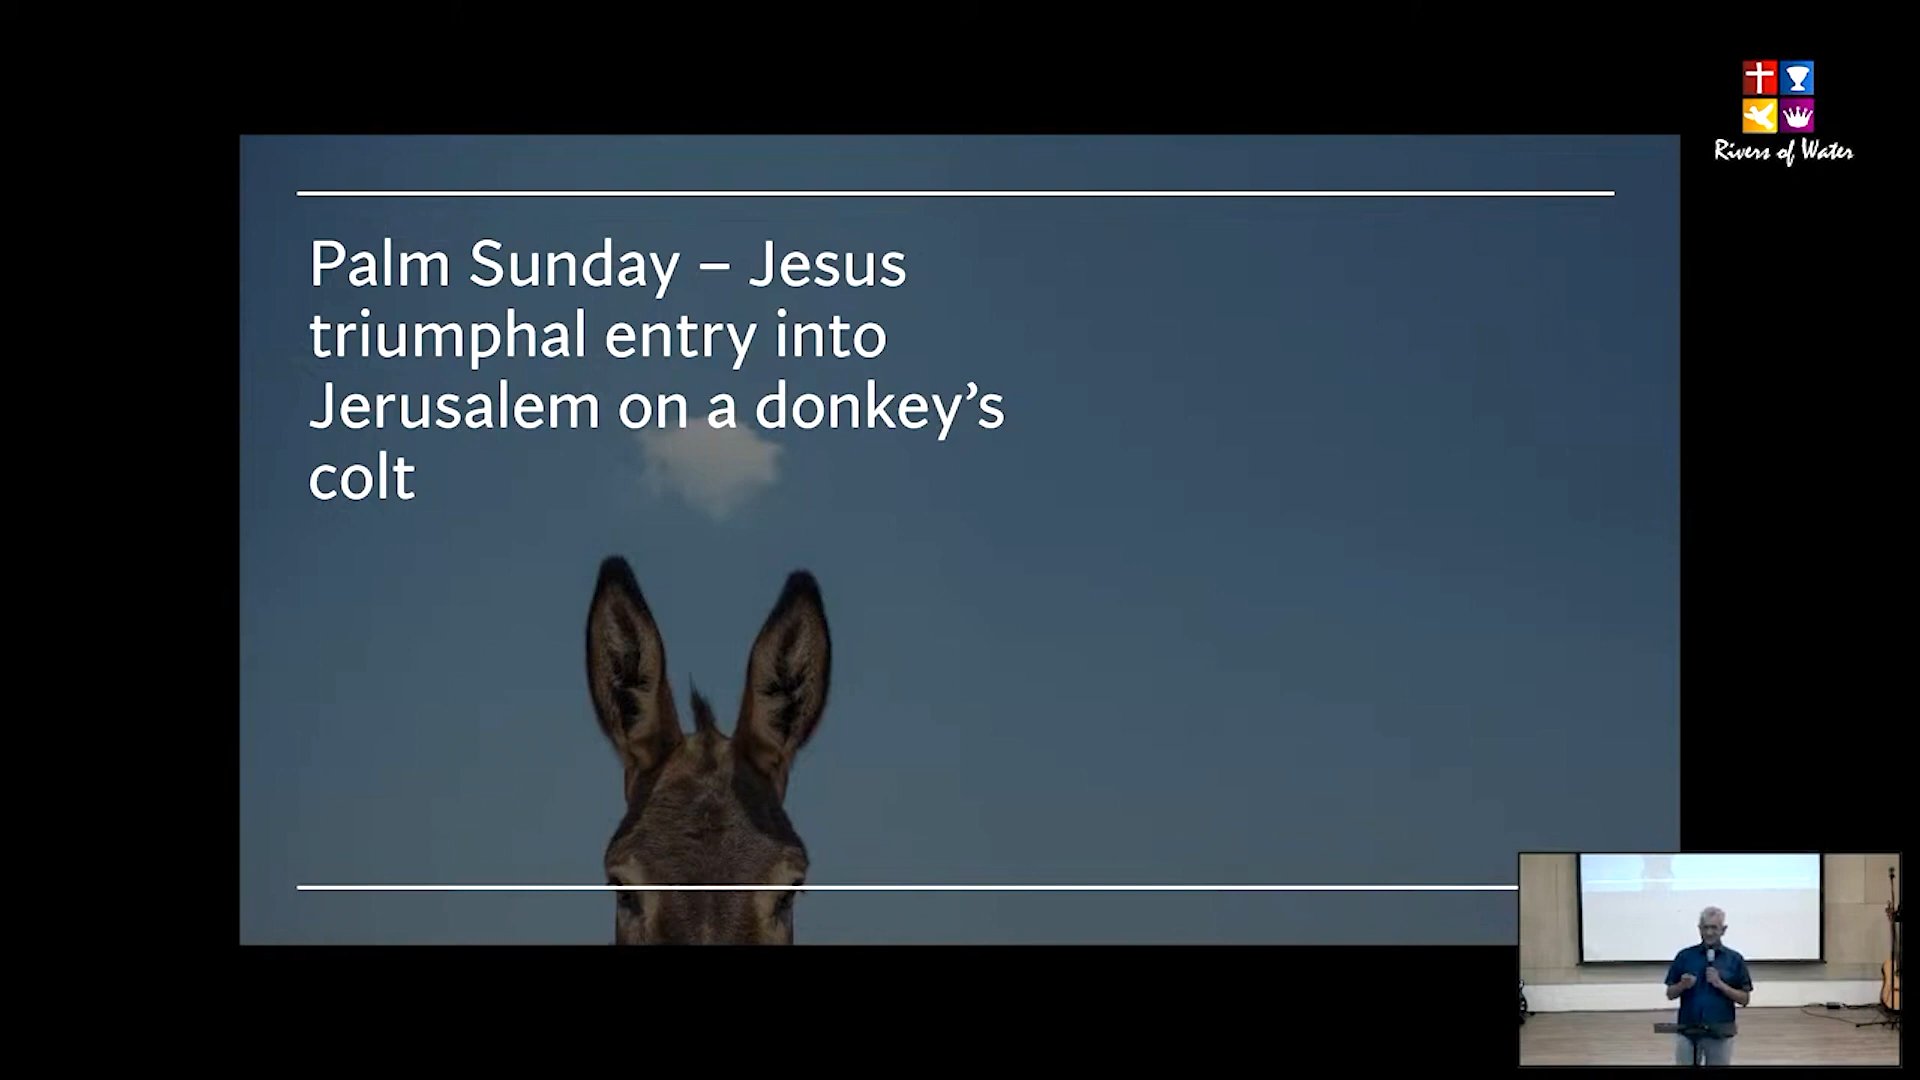 Rivers of Water
Palm Sunday – Jesus
triumphal entry into
Jerusalem on a donkey’s
colt